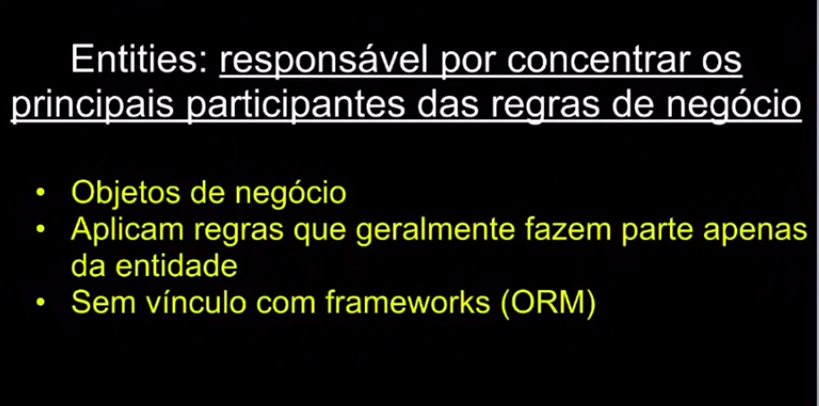 Entities: responsável por concentrar os
principais participantes das regras de negócio
• Objetos de negócio
• Aplicam regras que geralmente fazem parte apenas
da entidade
• Sem vínculo com frameworks (ORM)